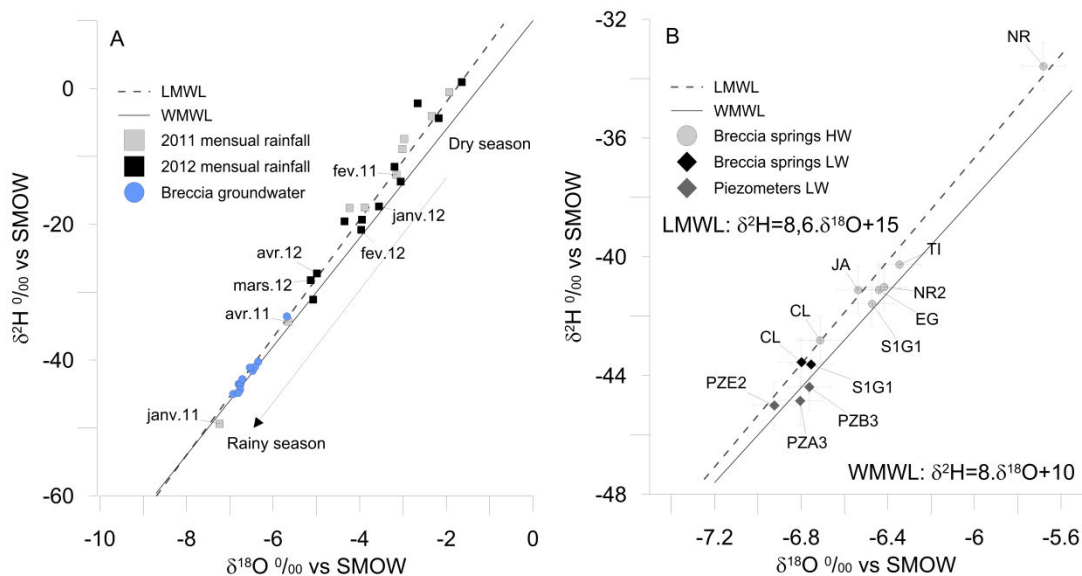 A
0
-20
-40
-60
δ²H ⁰/₀₀ vs SMOW
LMWL
WMWL
2011 mensual rainfall
2012 mensual rainfall
Breccia groundwater
fev.11
Dry season
janv.12
fev.12
avr.12
mars.12
avr.11
janv.11
Rainy season
-10 -8 -6 -4 -2 0
δ¹⁸O ⁰/₀₀ vs SMOW
B
-32
-36
-40
-44
-48
δ²H ⁰/₀₀ vs SMOW
NR
LMWL
WMWL
Breccia springs HW
Breccia springs LW
Piezometers LW
LMWL: δ²H=8,6.δ¹⁸O+15
TI
JA
NR2
EG
CL
S1G1
CL
S1G1
PZE2
PZB3
PZA3
WMWL: δ²H=8.δ¹⁸O+10
-7.2 -6.8 -6.4 -6 -5.6
δ¹⁸O ⁰/₀₀ vs SMOW